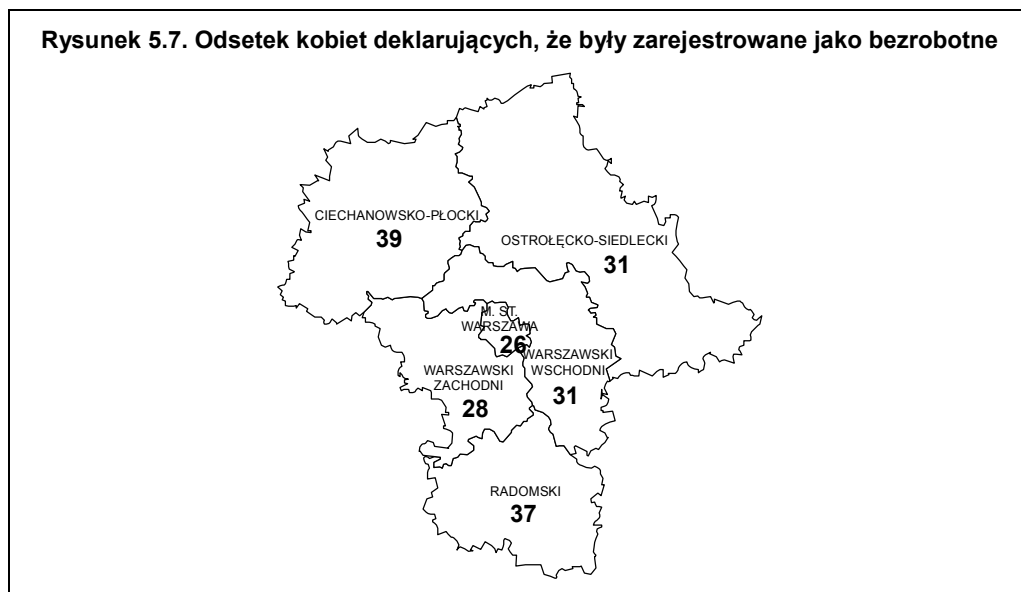 Rysunek 5.7. Odsetek kobiet deklarujących, że były zarejestrowane jako bezrobotne
CIECHANOWSKO-PŁOCKI
39
OSTROŁĘCKO-SIEDLECKI
31
M. ST.
WARSZAWA
26
WARSZAWSKI
WSCHODNI
31
WARSZAWSKI
ZACHODNI
28
RADOMSKI
37